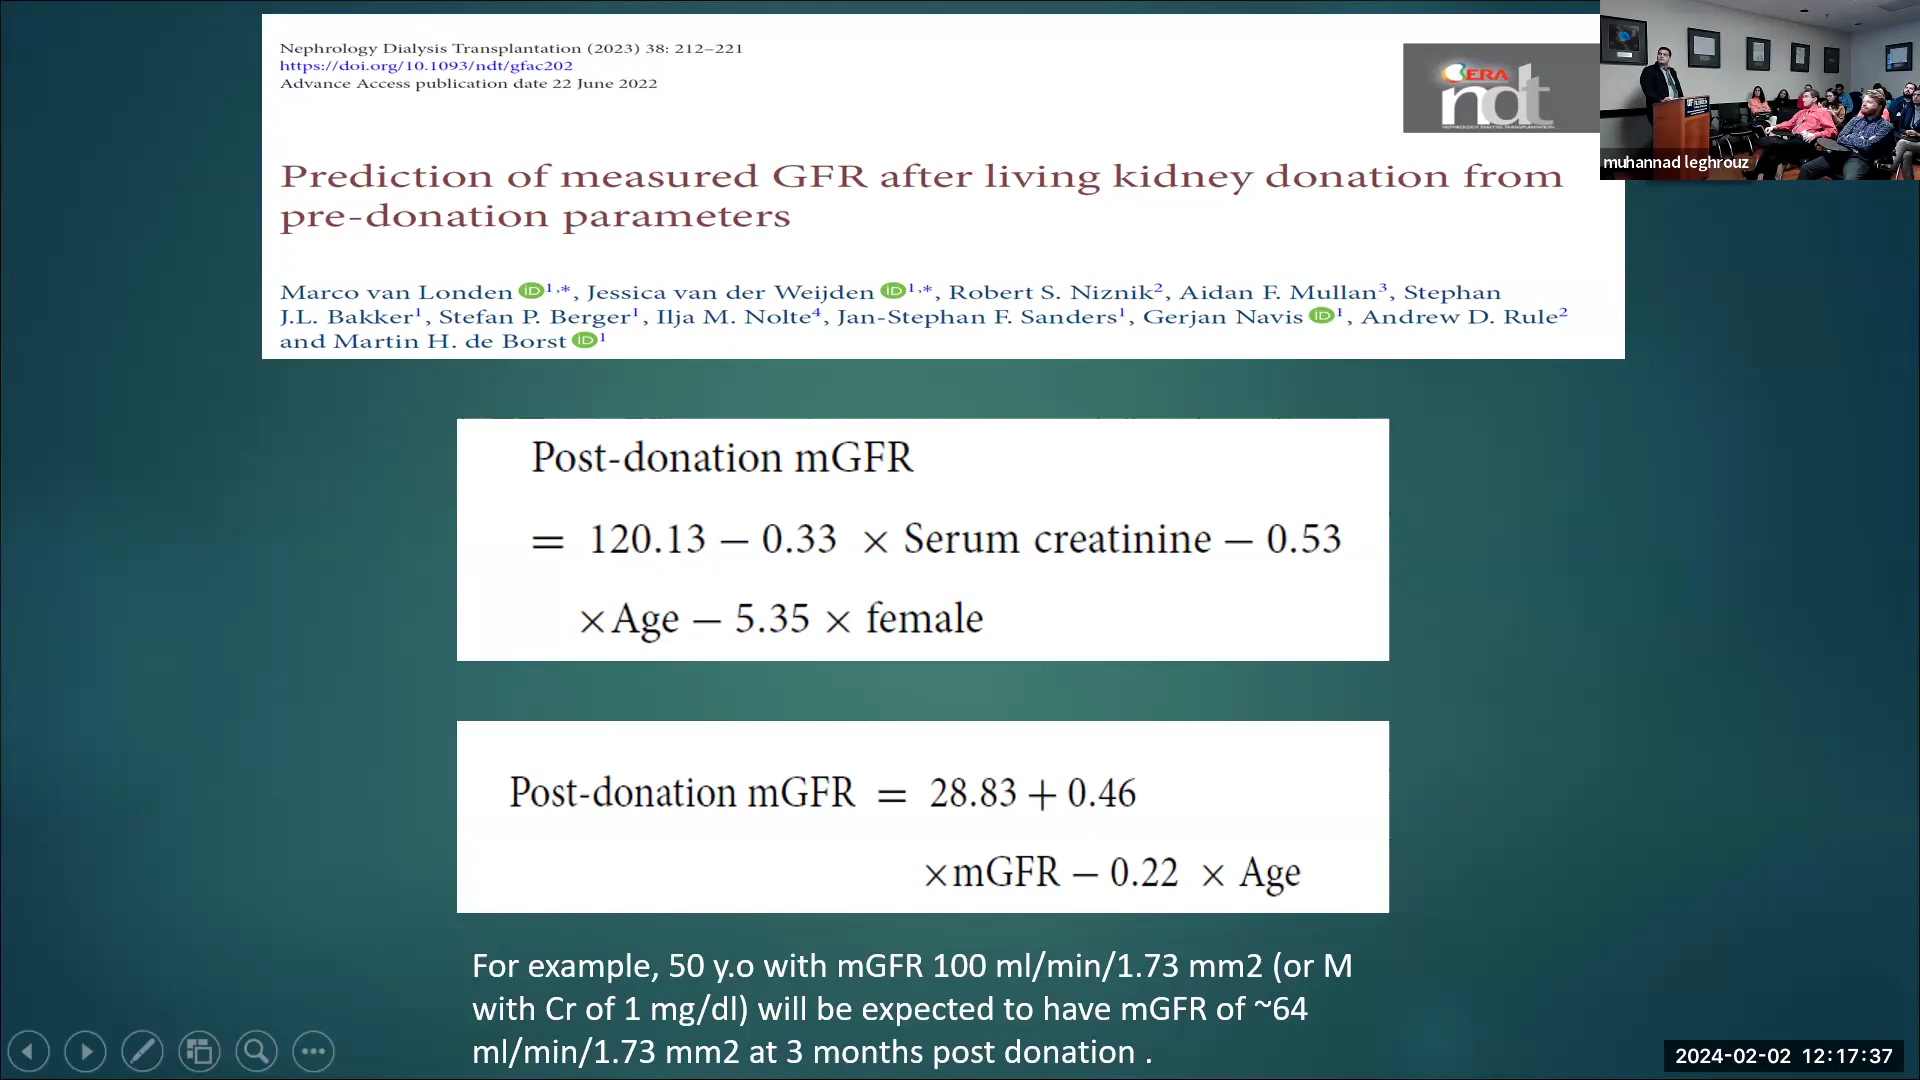 Nephrology Dialysis Transplantation (2023) 38: 212–221
https://doi.org/10.1093/ndt/gfac202
Advance Access publication date 22 June 2022
ERA
ndt
NEPHROLOGY DIALYSIS TRANSPLANTATION
muhannad leghrouz
Prediction of measured GFR after living kidney donation from
pre-donation parameters
Marco van Londen iD 1,*, Jessica van der Weijden iD 1,*, Robert S. Niznik2, Aidan F. Mullan3, Stephan
J.L. Bakker1, Stefan P. Berger1, Ilja M. Nolte4, Jan-Stephan F. Sanders1, Gerjan Navis iD 1, Andrew D. Rule2
and Martin H. de Borst iD 1
Post-donation mGFR
= 120.13 − 0.33 × Serum creatinine − 0.53
×Age − 5.35 × female
Post-donation mGFR = 28.83 + 0.46
×mGFR − 0.22 × Age
For example, 50 y.o with mGFR 100 ml/min/1.73 mm2 (or M
with Cr of 1 mg/dl) will be expected to have mGFR of ~64
ml/min/1.73 mm2 at 3 months post donation .
2024-02-02 12:17:37